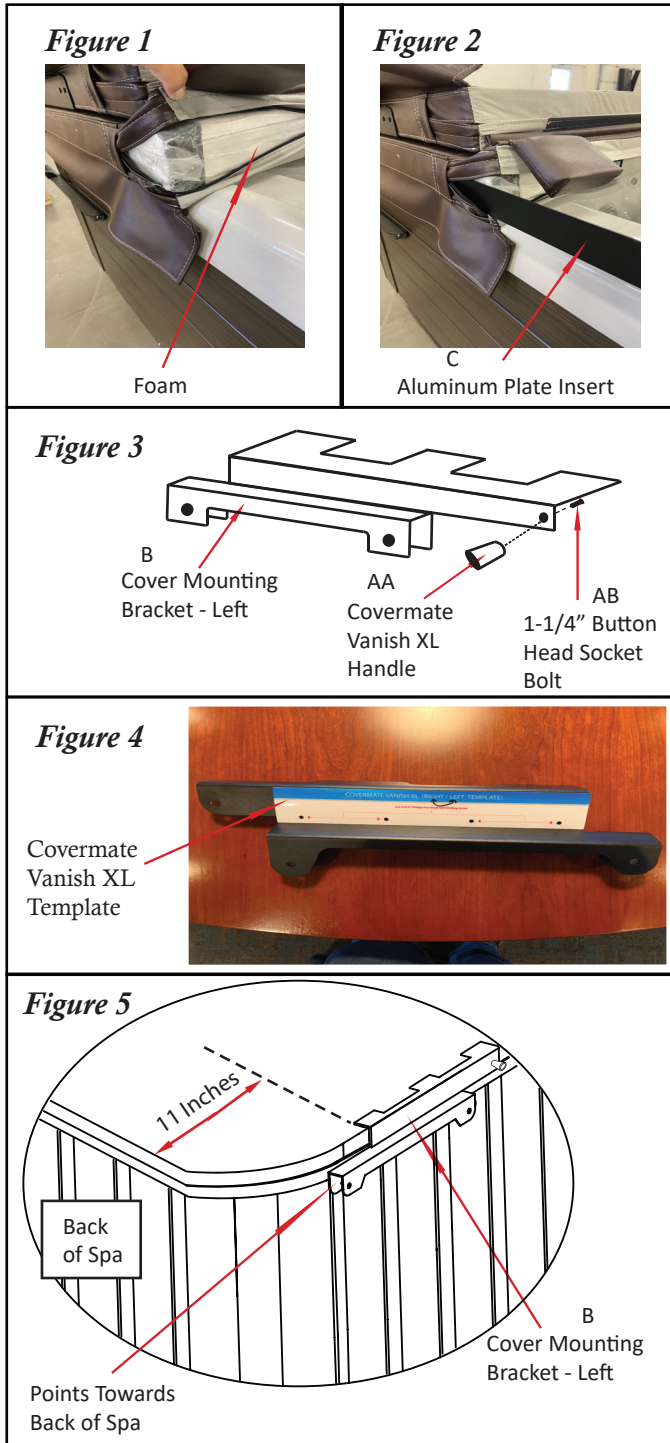 Figure 1
Foam
Figure 2
C
Aluminum Plate Insert
Figure 3
B
Cover Mounting
Bracket - Left
AA
Covermate
Vanish XL
Handle
AB
1-1/4” Button
Head Socket
Bolt
Figure 4
COVERMATE VANISH XL (RIGHT / LEFT TEMPLATE)
Covermate
Vanish XL
Template
Figure 5
11 Inches
Back
of Spa
B
Cover Mounting
Bracket - Left
Points Towards
Back of Spa